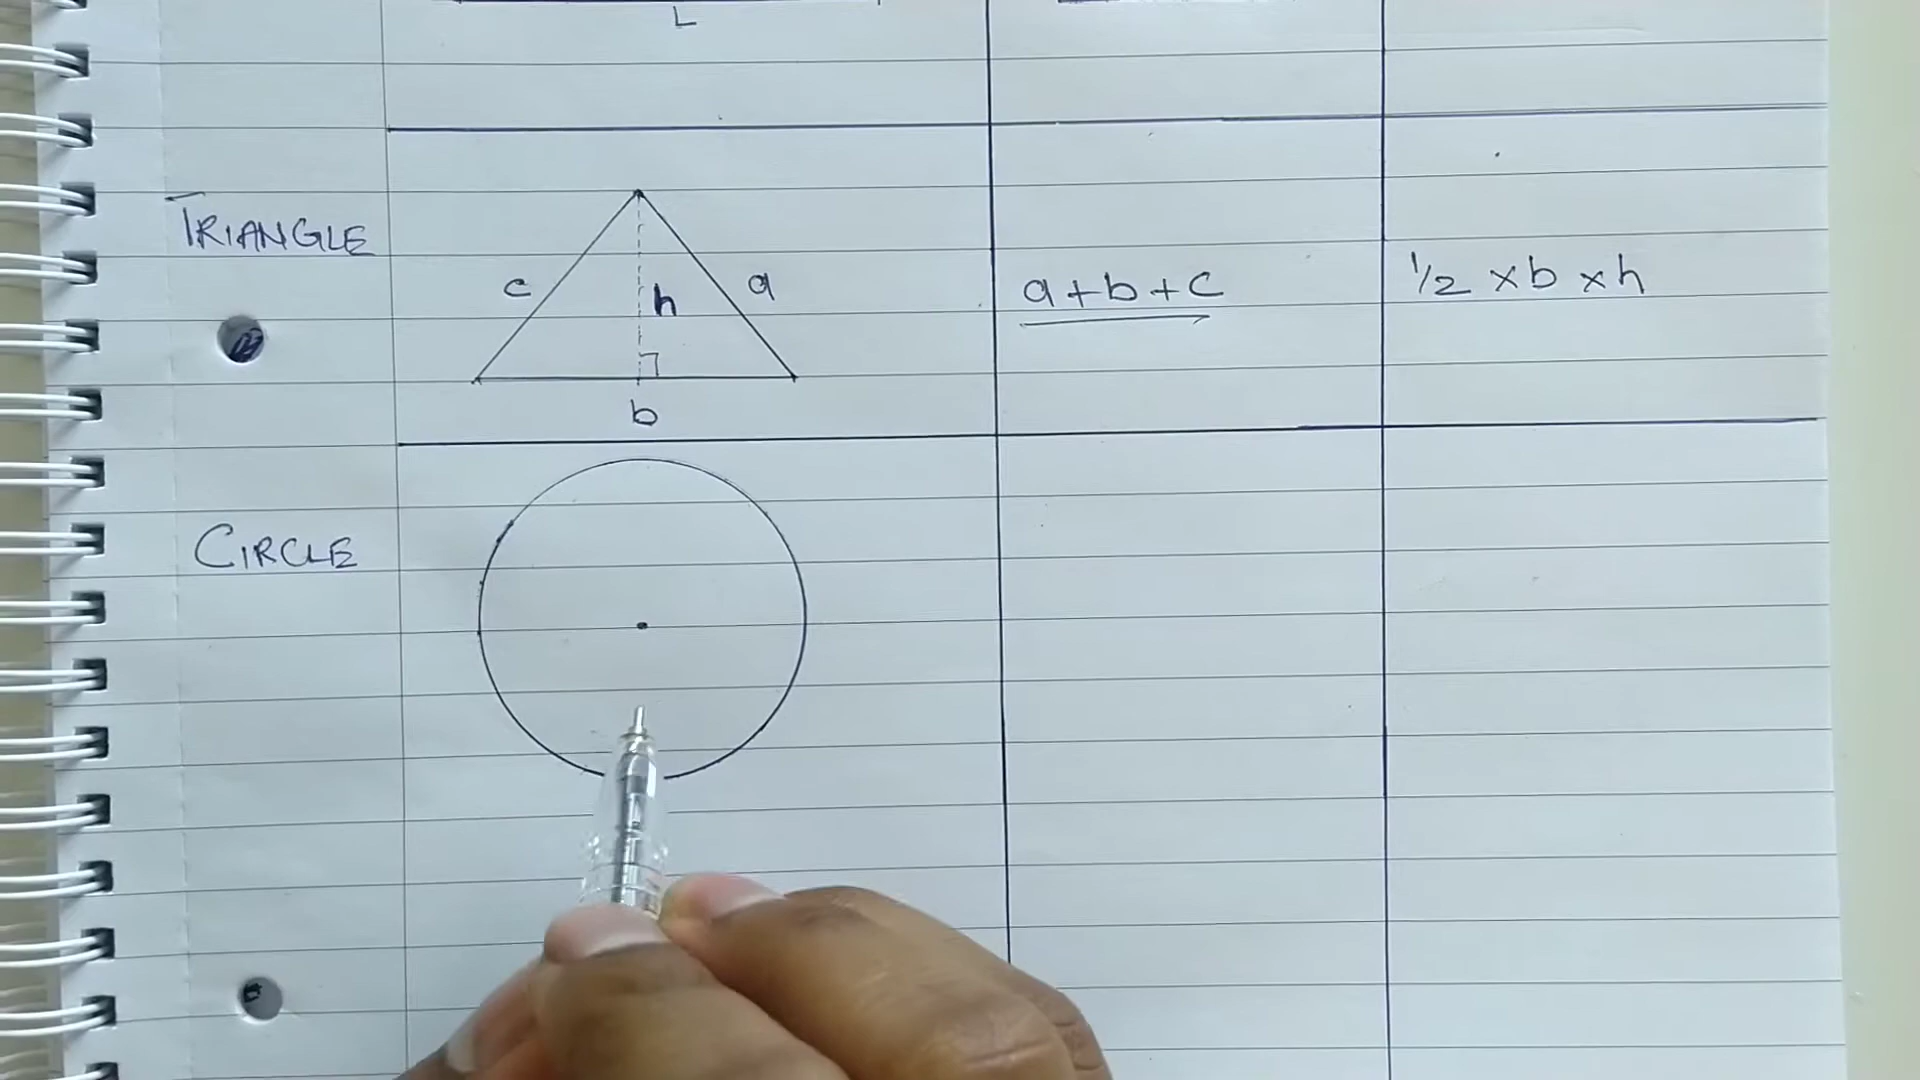 L
TRIANGLE
c
h
a
b
a+b+c
1/2 × b × h
CIRCLE